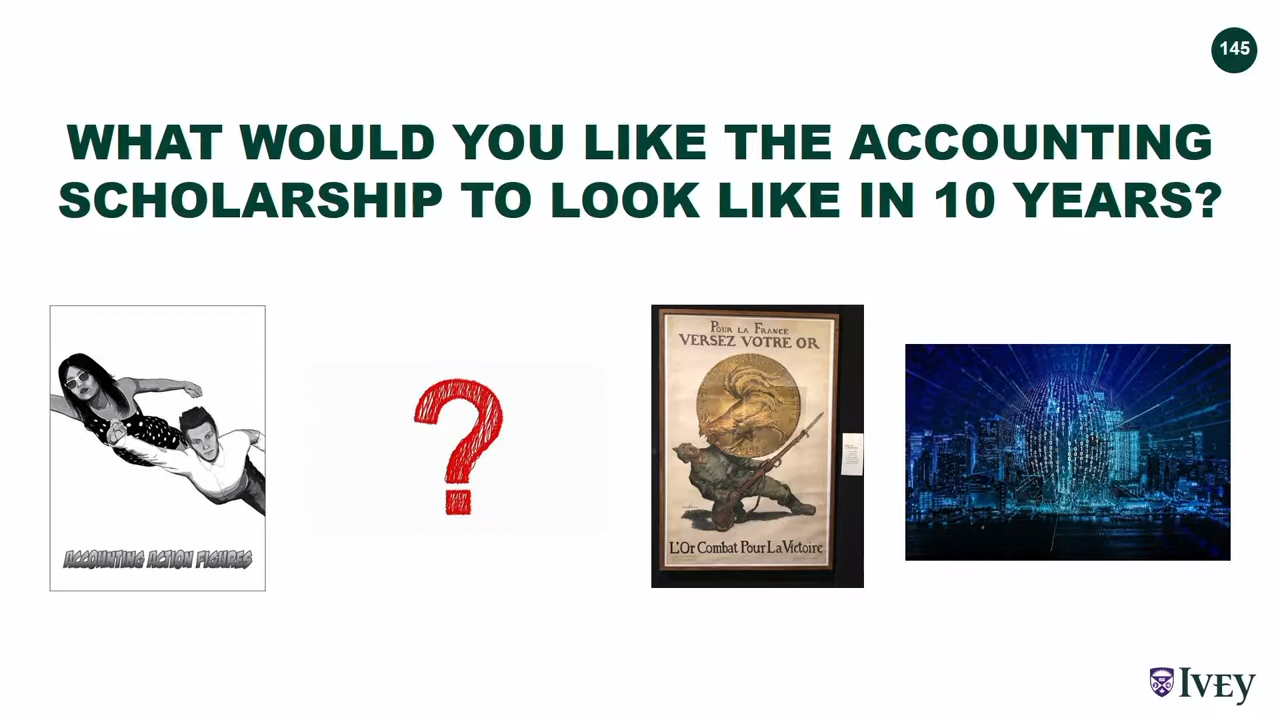 145
WHAT WOULD YOU LIKE THE ACCOUNTING
SCHOLARSHIP TO LOOK LIKE IN 10 YEARS?
ACCOUNTING ACTION FIGURES
?
POUR LA FRANCE
VERSEZ VOTRE OR
L'Or Combat Pour La Victoire
IVEY